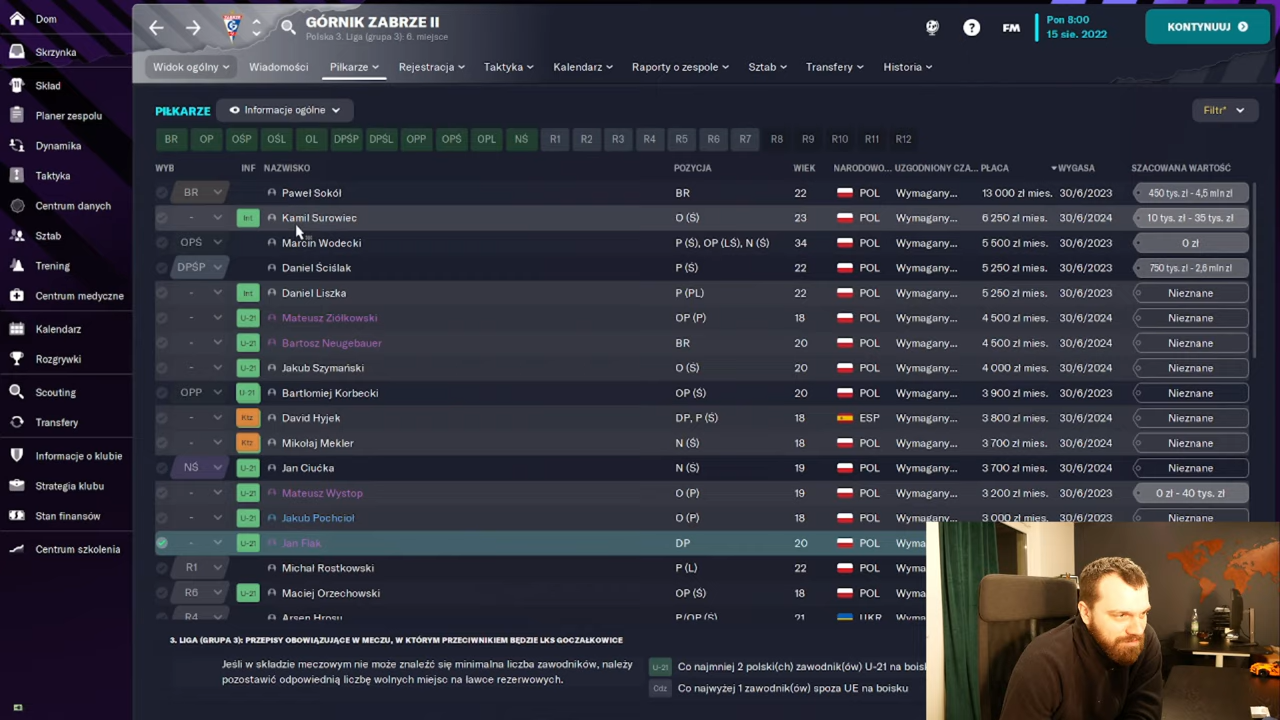 Dom
Skrzynka
Skład
Planer zespołu
Dynamika
Taktyka
Centrum danych
Sztab
Trening
Centrum medyczne
Kalendarz
Rozgrywki
Scouting
Transfery
Informacje o klubie
Strategia klubu
Stan finansów
Centrum szkolenia
GÓRNIK ZABRZE II
Polska 3. Liga (grupa 3): 6. miejsce
FM
Pon 8:00
15 sie. 2022
KONTYNUUJ
Widok ogólny Wiadomości Piłkarze Rejestracja Taktyka Kalendarz Raporty o zespole Sztab Transfery Historia
PIŁKARZE Informacje ogólne Filtr*
BR OP OŚP OŚL OL DPŚP DPŚL OPP OPŚ OPL NŚ R1 R2 R3 R4 R5 R6 R7 R8 R9 R10 R11 R12
WYB INF NAZWISKO POZYCJA WIEK NARODOWO... UZGODNIONY CZA... PŁACA WYGASA SZACOWANA WARTOŚĆ
BR Paweł Sokół BR 22 POL Wymagany... 13 000 zł mies. 30/6/2023 450 tys. zł - 4,5 mln zł
- Int Kamil Surowiec O (Ś) 23 POL Wymagany... 6 250 zł mies. 30/6/2024 10 tys. zł - 35 tys. zł
OPŚ Marcin Wodecki P (Ś), OP (LŚ), N (Ś) 34 POL Wymagany... 5 500 zł mies. 30/6/2023 0 zł
DPŚP Daniel Ściślak P (Ś) 22 POL Wymagany... 5 250 zł mies. 30/6/2023 750 tys. zł - 2,6 mln zł
- Int Daniel Liszka P (PL) 22 POL Wymagany... 5 250 zł mies. 30/6/2023 Nieznane
- U-21 Mateusz Ziółkowski OP (P) 18 POL Wymagany... 4 500 zł mies. 30/6/2023 Nieznane
- U-21 Bartosz Neugebauer BR 20 POL Wymagany... 4 500 zł mies. 30/6/2023 Nieznane
- U-21 Jakub Szymański O (Ś) 20 POL Wymagany... 4 000 zł mies. 30/6/2023 Nieznane
OPP U-21 Bartłomiej Korbecki OP (Ś) 20 POL Wymagany... 3 900 zł mies. 30/6/2023 Nieznane
- Ktz David Hyjek DP, P (Ś) 18 ESP Wymagany... 3 800 zł mies. 30/6/2024 Nieznane
- Ktz Mikołaj Mekler N (Ś) 18 POL Wymagany... 3 700 zł mies. 30/6/2024 Nieznane
NŚ U-21 Jan Ciućka N (Ś) 19 POL Wymagany... 3 700 zł mies. 30/6/2023 Nieznane
- U-21 Mateusz Wystop O (P) 19 POL Wymagany... 3 200 zł mies. 30/6/2024 0 zł - 40 tys. zł
- U-21 Jakub Pochcioł O (P) 18 POL Wymagany... 3 000 zł mies. 30/6/2024 Nieznane
- U-21 Jan Flak DP 20 POL
R1 Michał Rostkowski P (L) 22 POL
R6 U-21 Maciej Orzechowski OP (Ś) 18 POL
R4 Arsen Hrosu P/OP (Ś) 21 UKR
3. LIGA (GRUPA 3): PRZEPISY OBOWIĄZUJĄCE W MECZU, W KTÓRYM PRZECIWNIKIEM BĘDZIE LKS GOCZAŁKOWICE
Jeśli w składzie meczowym nie może znaleźć się minimalna liczba zawodników, należy
pozostawić odpowiednią liczbę wolnych miejsc na ławce rezerwowych.
U-21 Co najmniej 2 polski(ch) zawodnik(ów) U-21 na boisk
Odz Co najwyżej 1 zawodnik(ów) spoza UE na boisku